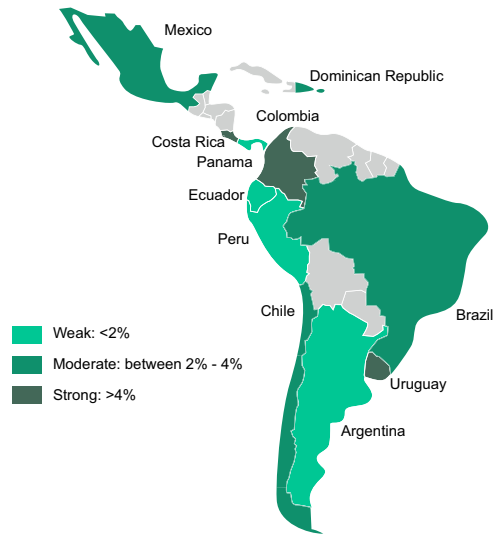 Mexico
Dominican Republic
Colombia
Costa Rica
Panama
Ecuador
Peru
Chile
Brazil
Weak: <2%
Moderate: between 2% - 4%
Strong: >4%
Uruguay
Argentina